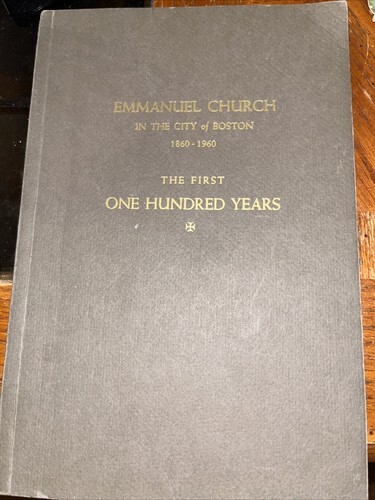 EMMANUEL CHURCH
IN THE CITY of BOSTON
1860-1960
THE FIRST
ONE HUNDRED YEARS